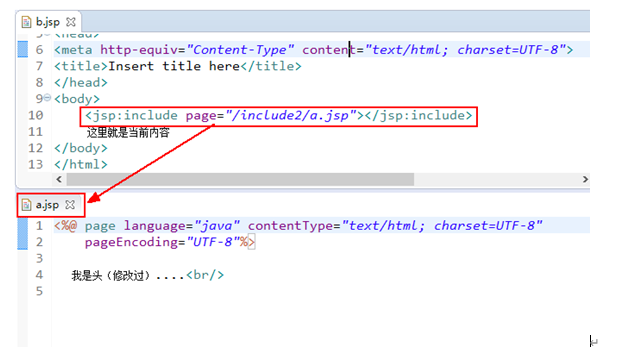 b.jsp
<head>
6 <meta http-equiv="Content-Type" content="text/html; charset=UTF-8">
7 <title>Insert title here</title>
8 </head>
9 <body>
10 <jsp:include page="/include2/a.jsp"></jsp:include>
11 这里就是当前内容
12 </body>
13 </html>
a.jsp
1 <%@ page language="java" contentType="text/html; charset=UTF-8"
2 pageEncoding="UTF-8"%>
3
4 我是头（修改过）....<br/>
5